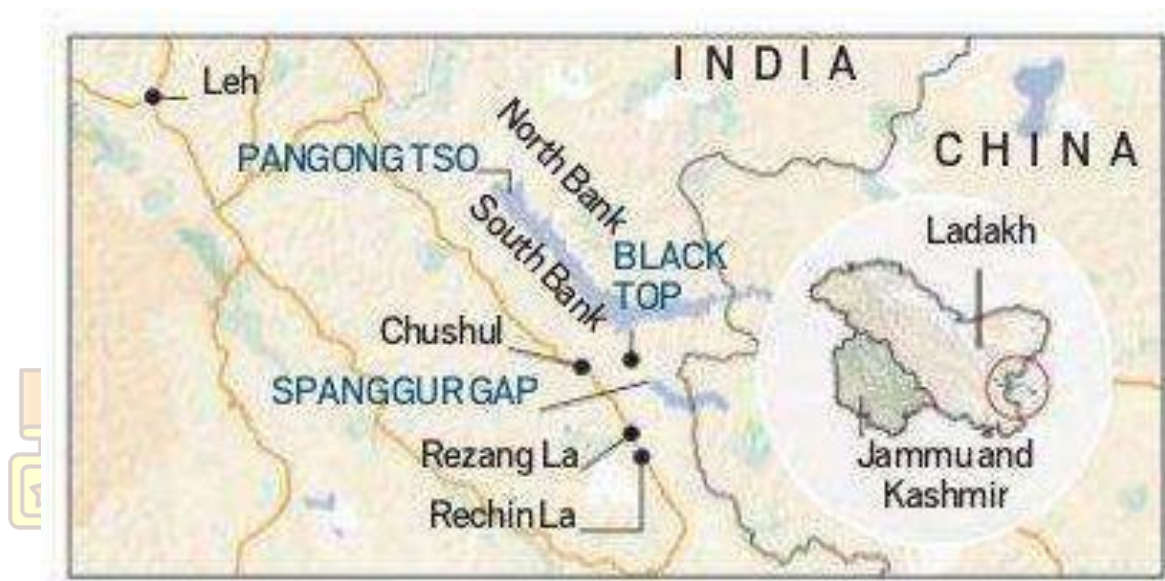 INDIA
Leh
North Bank
CHINA
PANGONG TSO
South Bank
Ladakh
BLACK
TOP
Chushul
SPANGGUR GAP
Rezang La
Jammu and
Kashmir
Rechin La